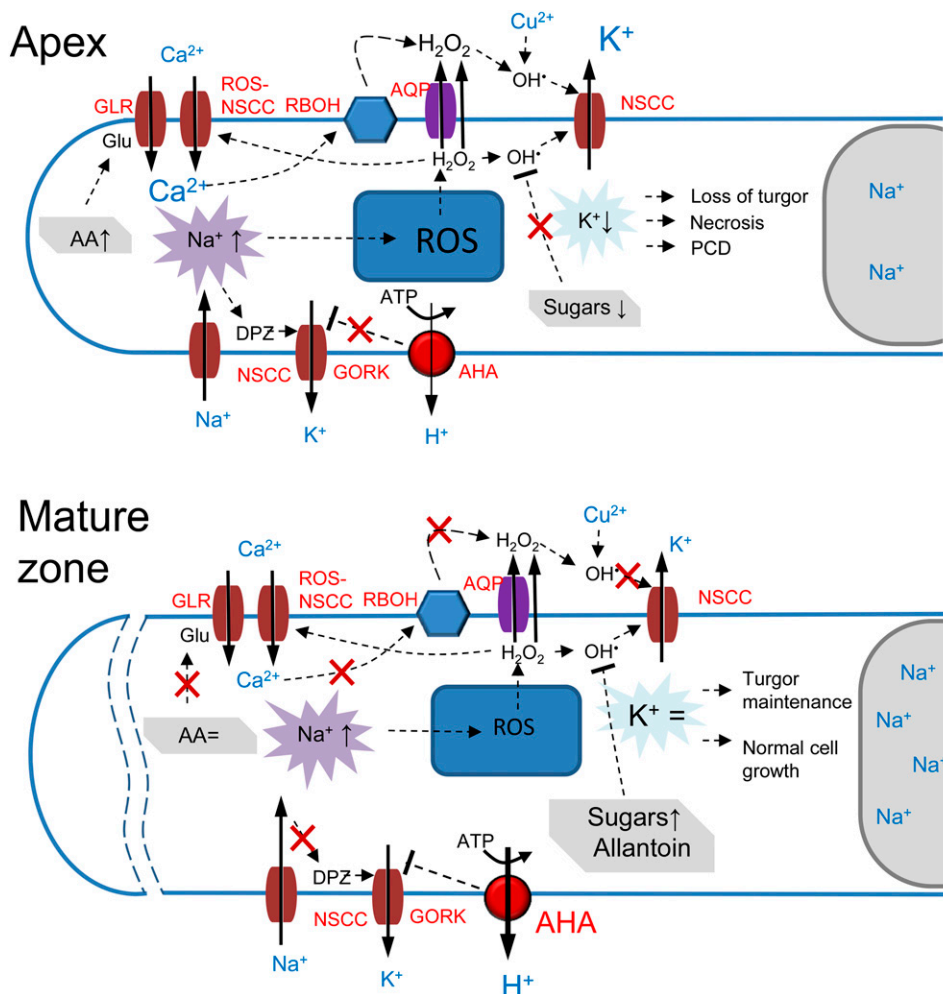 Apex
Ca²⁺
GLR
ROS-
NSCC
RBOH
AQP
H₂O₂
Cu²⁺
OH•
K⁺
NSCC
Glu
Ca²⁺
H₂O₂
OH•
AA↑
Na⁺ ↑
ROS
K⁺↓
Loss of turgor
Necrosis
PCD
Na⁺
Na⁺
Sugars ↓
ATP
DPZ
NSCC
GORK
AHA
Na⁺
K⁺
H⁺
Mature
zone
Ca²⁺
GLR
ROS-
NSCC
RBOH
AQP
H₂O₂
Cu²⁺
OH•
K⁺
NSCC
Glu
Ca²⁺
H₂O₂
OH•
AA=
Na⁺ ↑
ROS
K⁺ =
Turgor
maintenance
Normal cell
growth
Na⁺
Na⁺
Na⁺
Na⁺
Sugars↑
Allantoin
ATP
DPZ
NSCC
GORK
AHA
Na⁺
K⁺
H⁺